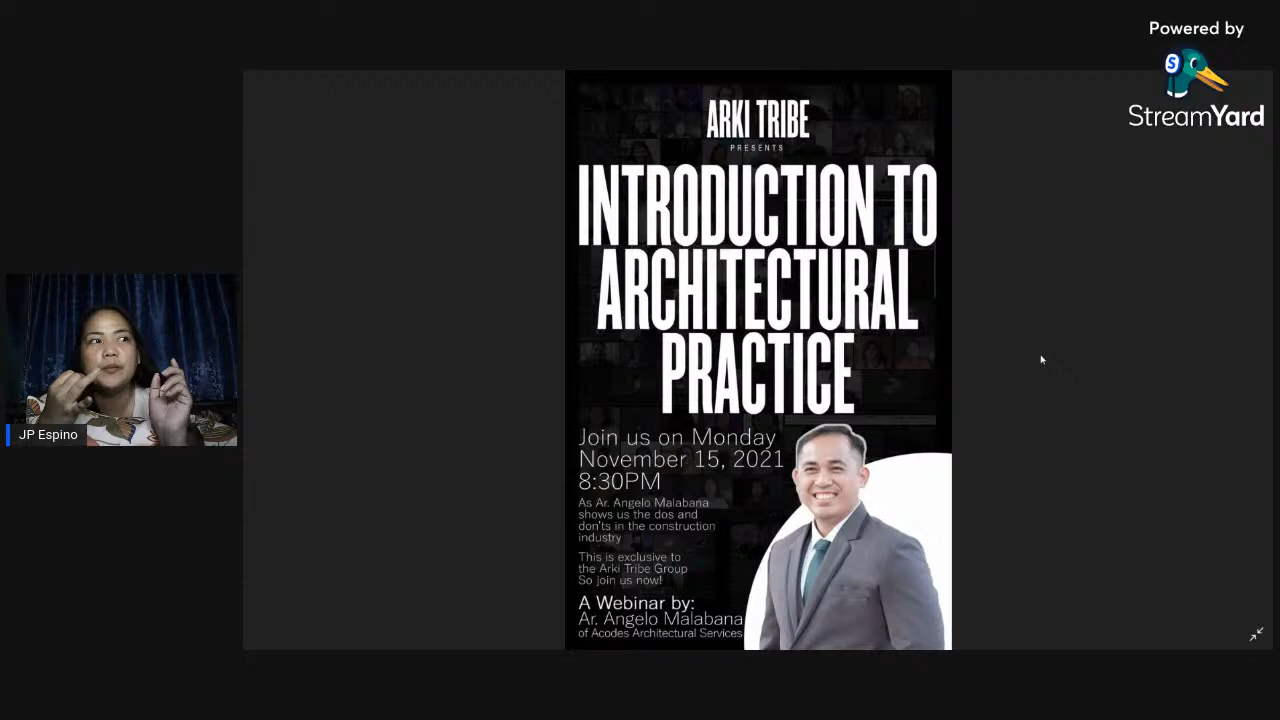 Powered by
StreamYard
ARKI TRIBE
PRESENTS
INTRODUCTION TO
ARCHITECTURAL
PRACTICE
Join us on Monday
November 15, 2021
8:30PM
As Ar. Angelo Malabana
shows us the dos and
don'ts in the construction
industry
This is exclusive to
the Arki Tribe Group
So join us now!
A Webinar by:
Ar. Angelo Malabana
of Acodes Architectural Services
JP Espino